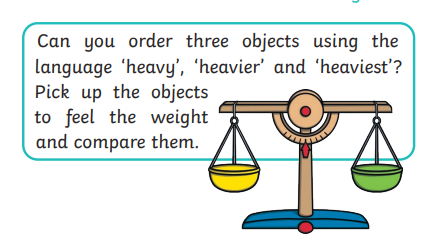 Can you order three objects using the
language ‘heavy’, ‘heavier’ and ‘heaviest’?
Pick up the objects
to feel the weight
and compare them.